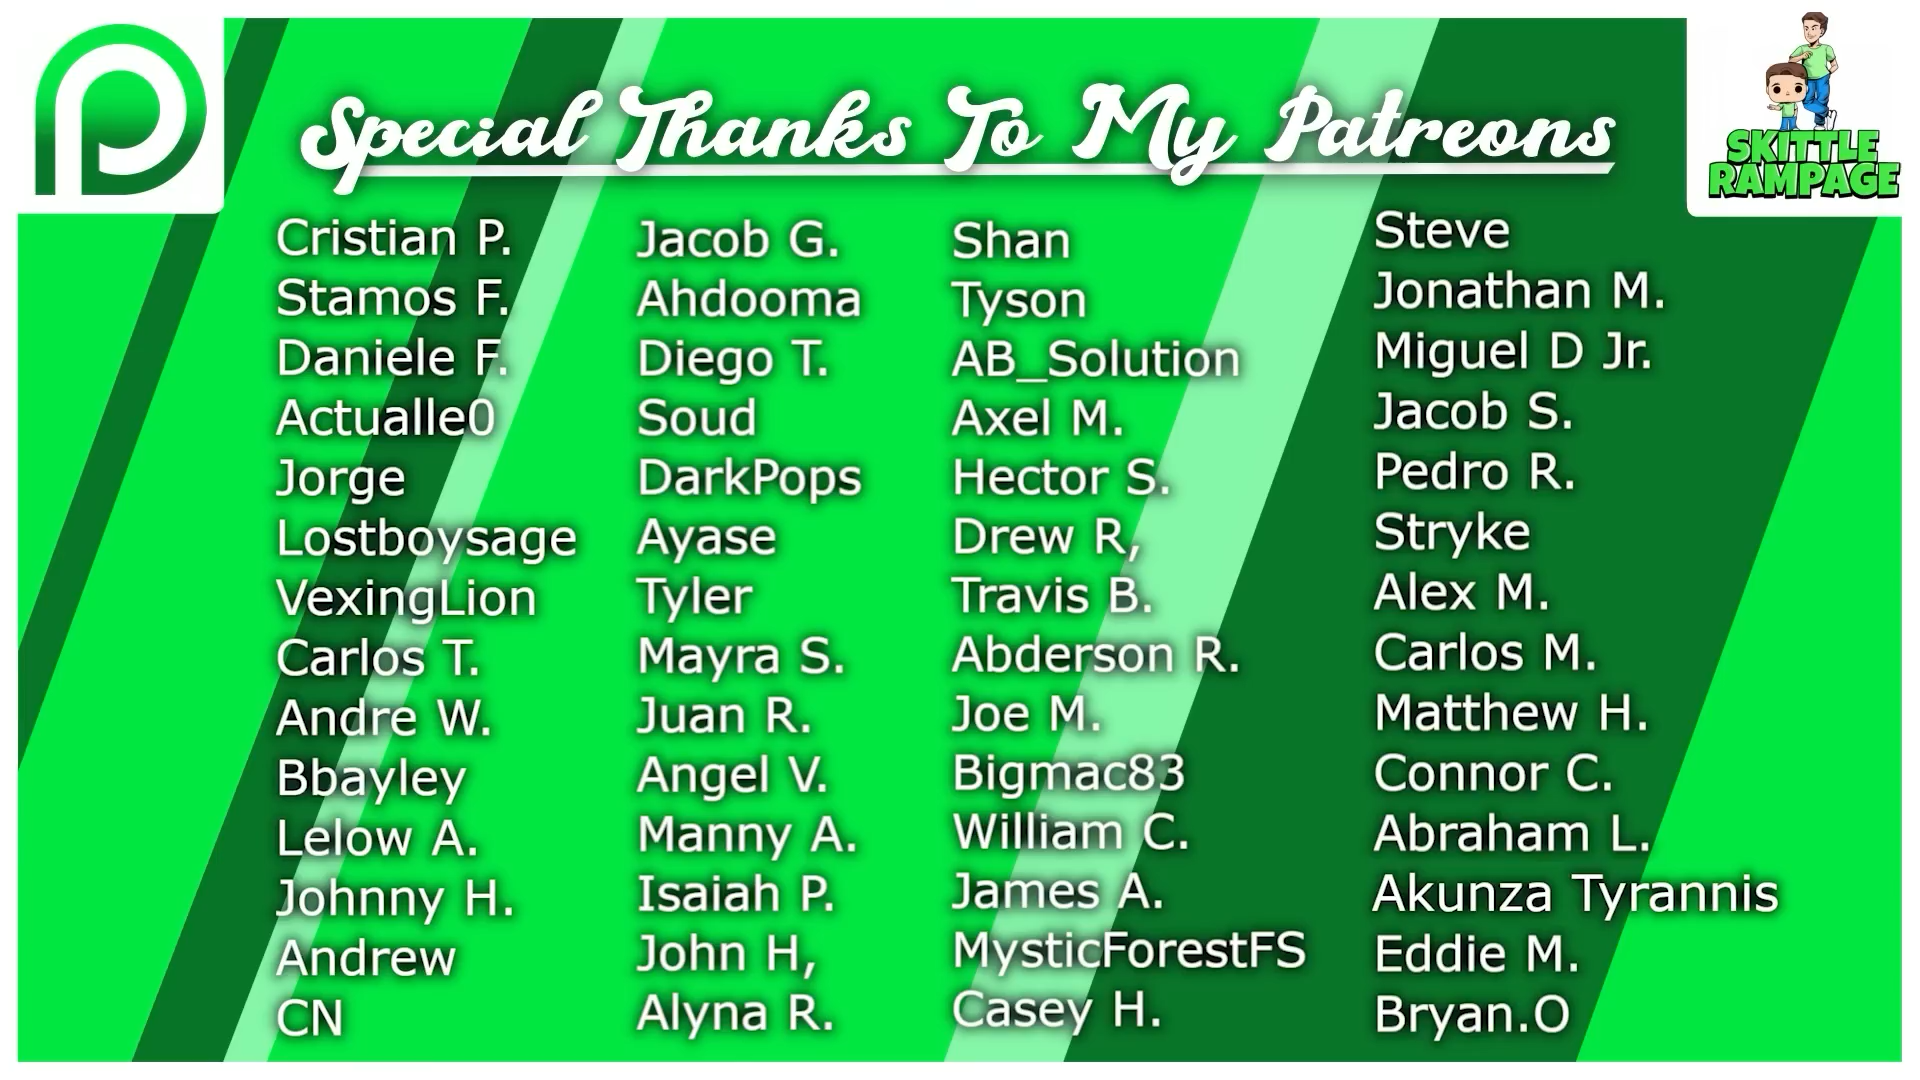 Special Thanks To My Patreons
SKITTLE
RAMPAGE
Cristian P.
Stamos F.
Daniele F.
Actualle0
Jorge
Lostboysage
VexingLion
Carlos T.
Andre W.
Bbayley
Lelow A.
Johnny H.
Andrew
CN
Jacob G.
Ahdooma
Diego T.
Soud
DarkPops
Ayase
Tyler
Mayra S.
Juan R.
Angel V.
Manny A.
Isaiah P.
John H,
Alyna R.
Shan
Tyson
AB_Solution
Axel M.
Hector S.
Drew R,
Travis B.
Abderson R.
Joe M.
Bigmac83
William C.
James A.
MysticForestFS
Casey H.
Steve
Jonathan M.
Miguel D Jr.
Jacob S.
Pedro R.
Stryke
Alex M.
Carlos M.
Matthew H.
Connor C.
Abraham L.
Akunza Tyrannis
Eddie M.
Bryan.O